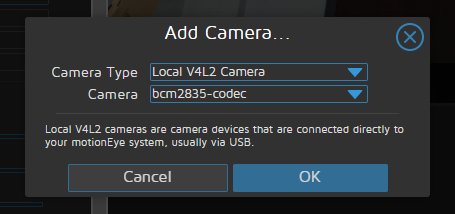 Add Camera...
Camera Type Local V4L2 Camera
Camera bcm2835-codec
Local V4L2 cameras are camera devices that are connected directly to
your motionEye system, usually via USB.
Cancel OK